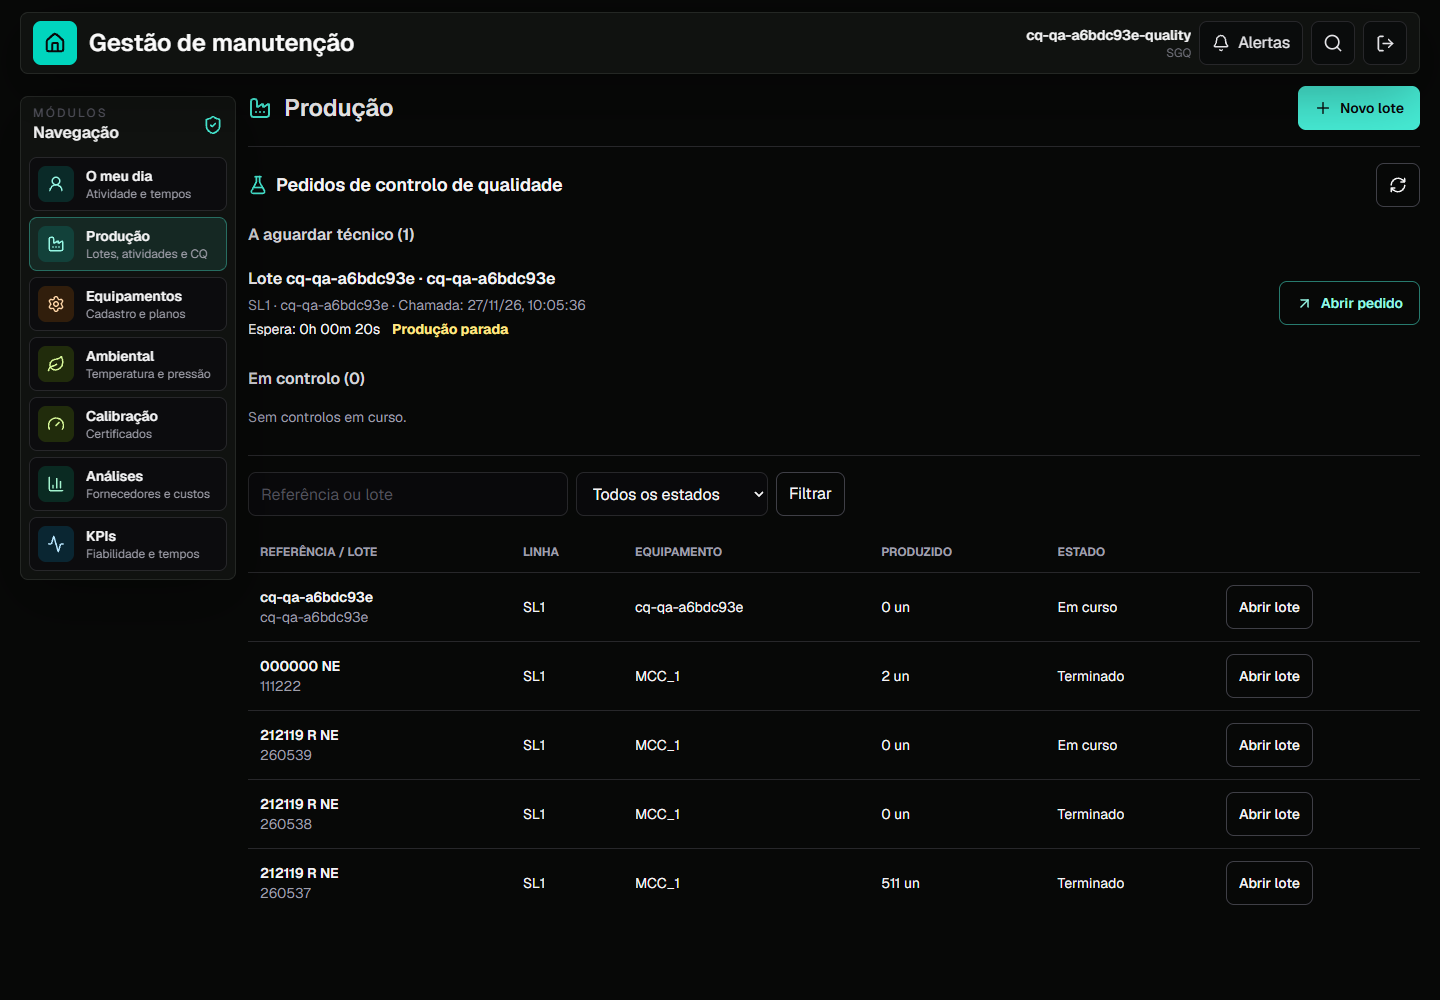 Gestão de manutenção
cq-qa-a6bdc93e-quality
SGQ
Alertas
MÓDULOS
Navegação
O meu dia
Atividade e tempos
Produção
Lotes, atividades e CQ
Equipamentos
Cadastro e planos
Ambiental
Temperatura e pressão
Calibração
Certificados
Análises
Fornecedores e custos
KPIs
Fiabilidade e tempos
Produção
Novo lote
Pedidos de controlo de qualidade
A aguardar técnico (1)
Lote cq-qa-a6bdc93e · cq-qa-a6bdc93e
SL1 · cq-qa-a6bdc93e · Chamada: 27/11/26, 10:05:36
Espera: 0h 00m 20s Produção parada
Abrir pedido
Em controlo (0)
Sem controlos em curso.
Referência ou lote
Todos os estados
Filtrar
REFERÊNCIA / LOTE LINHA EQUIPAMENTO PRODUZIDO ESTADO
cq-qa-a6bdc93e
cq-qa-a6bdc93e
SL1 cq-qa-a6bdc93e 0 un Em curso Abrir lote
000000 NE
111222
SL1 MCC_1 2 un Terminado Abrir lote
212119 R NE
260539
SL1 MCC_1 0 un Em curso Abrir lote
212119 R NE
260538
SL1 MCC_1 0 un Terminado Abrir lote
212119 R NE
260537
SL1 MCC_1 511 un Terminado Abrir lote